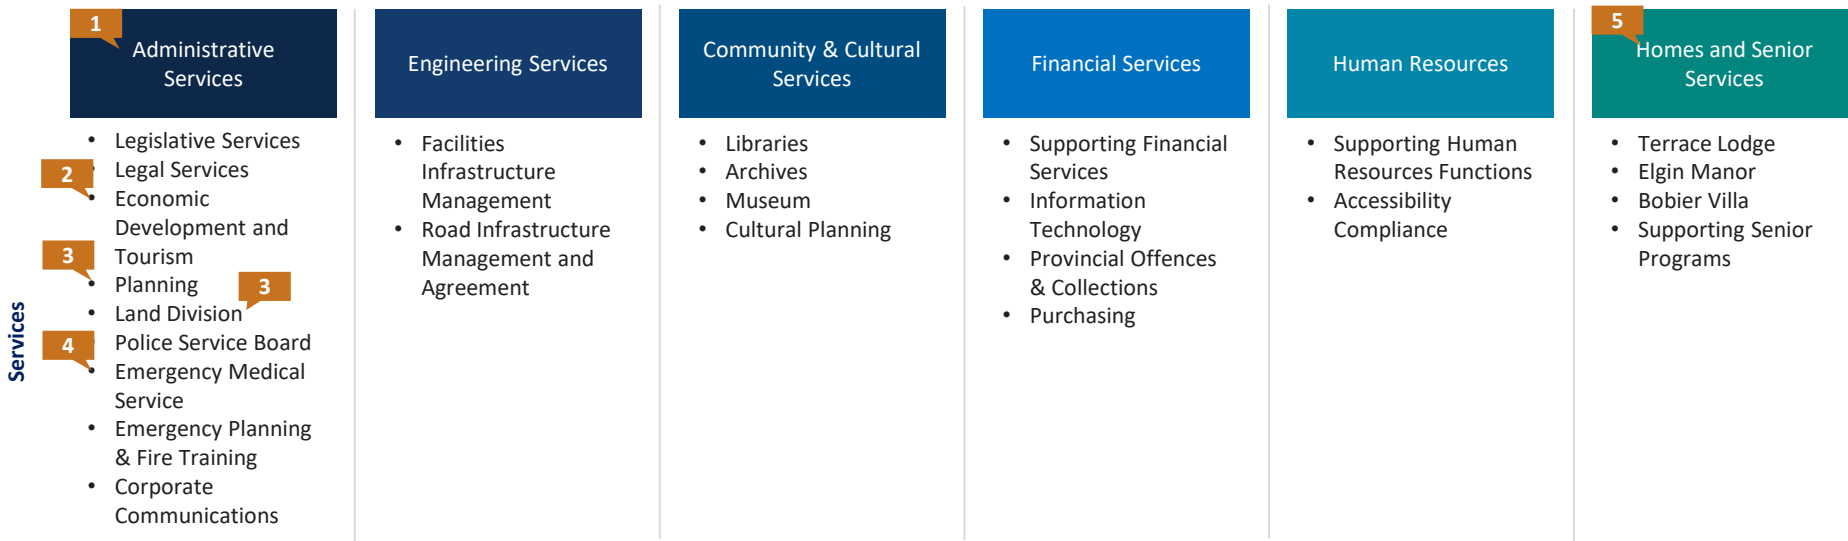 1
Administrative
Services
Engineering Services
Community & Cultural
Services
Financial Services
Human Resources
5
Homes and Senior
Services
Services
• Legislative Services
2
Legal Services
• Economic
Development and
Tourism
3
• Planning
3
• Land Division
4
• Police Service Board
• Emergency Medical
Service
• Emergency Planning
& Fire Training
• Corporate
Communications
• Facilities
Infrastructure
Management
• Road Infrastructure
Management and
Agreement
• Libraries
• Archives
• Museum
• Cultural Planning
• Supporting Financial
Services
• Information
Technology
• Provincial Offences
& Collections
• Purchasing
• Supporting Human
Resources Functions
• Accessibility
Compliance
• Terrace Lodge
• Elgin Manor
• Bobier Villa
• Supporting Senior
Programs